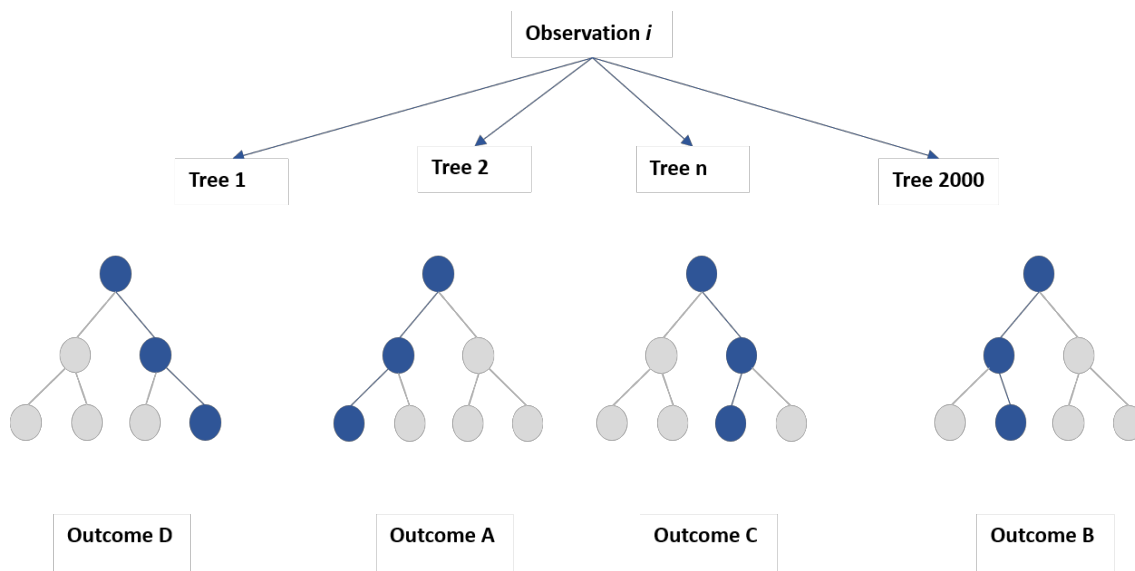 Observation i
Tree 1
Tree 2
Tree n
Tree 2000
Outcome D
Outcome A
Outcome C
Outcome B